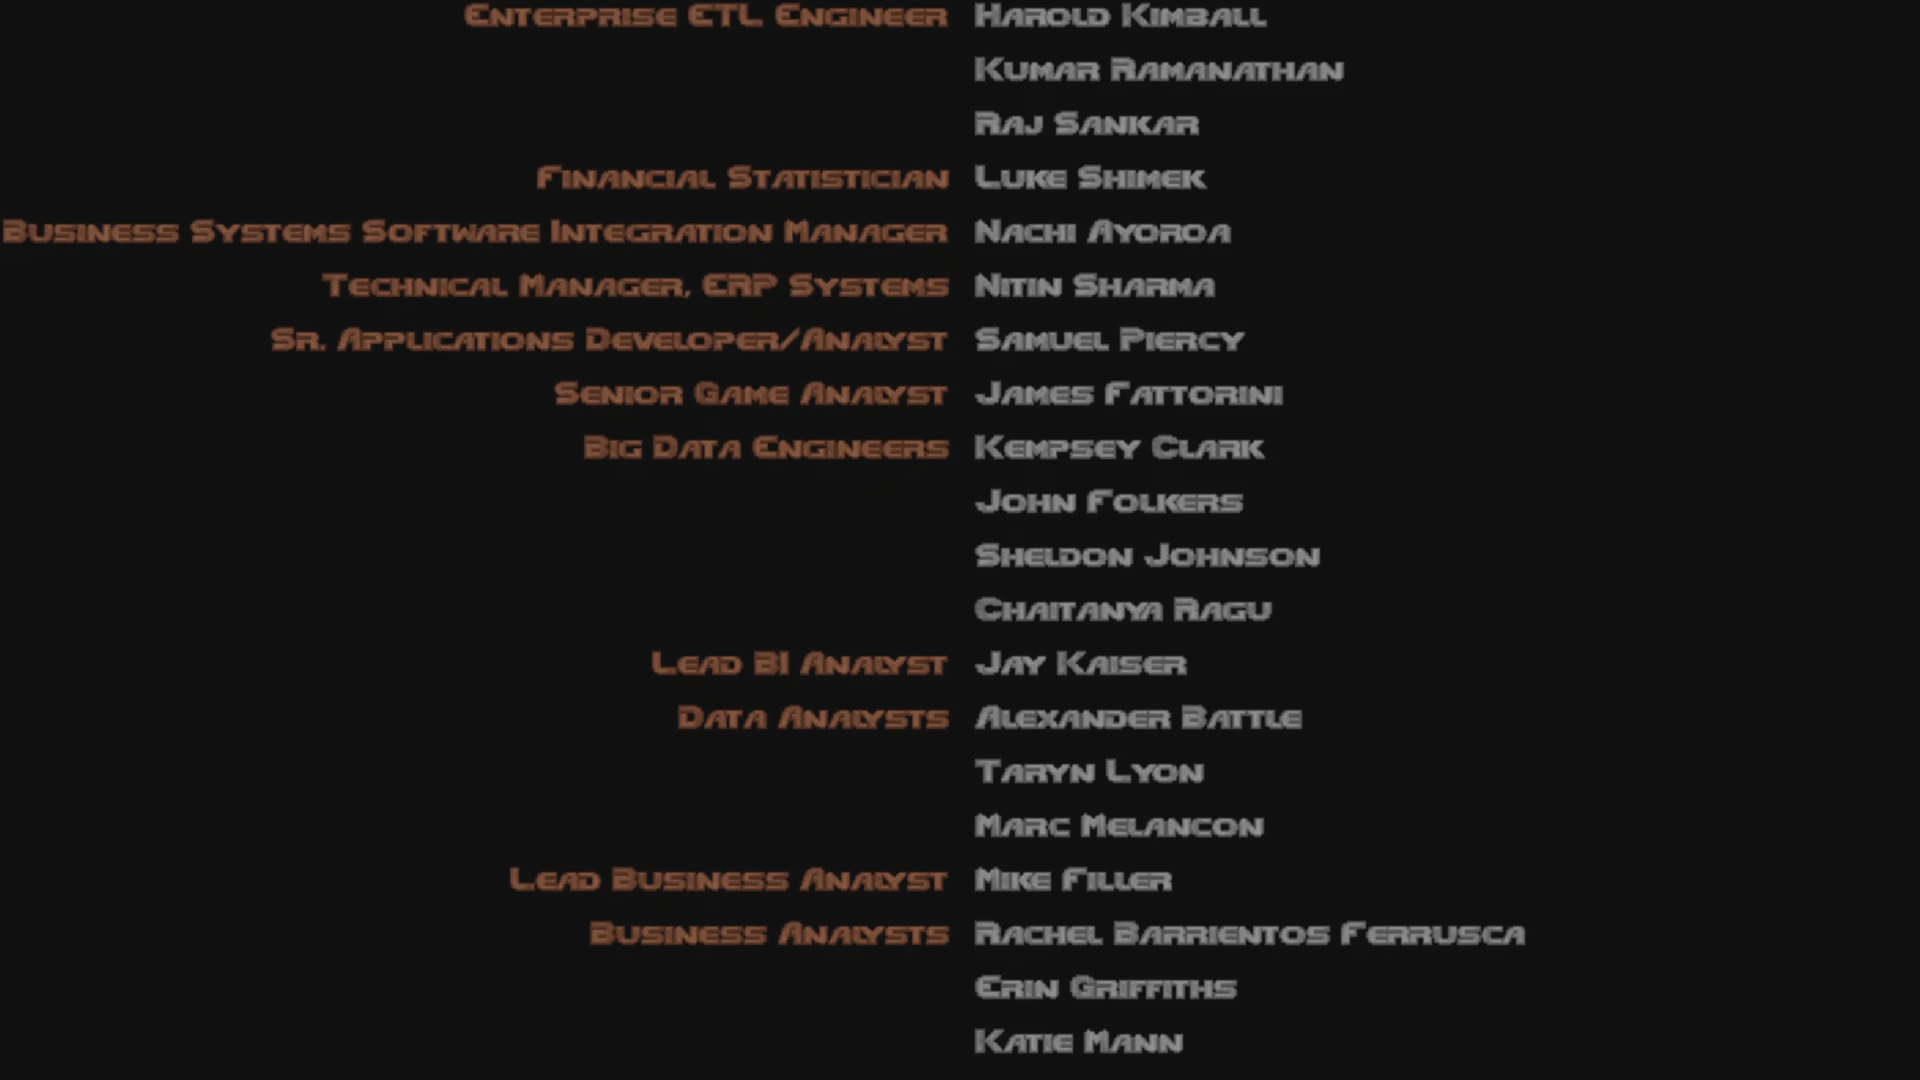 Enterprise ETL Engineer Harold Kimball
Kumar Ramanathan
Raj Sankar
Financial Statistician Luke Shimek
Business Systems Software Integration Manager Nachi Ayoroa
Technical Manager, ERP Systems Nitin Sharma
Sr. Applications Developer/Analyst Samuel Piercy
Senior Game Analyst James Fattorini
Big Data Engineers Kempsey Clark
John Folkers
Sheldon Johnson
Chaitanya Ragu
Lead BI Analyst Jay Kaiser
Data Analysts Alexander Battle
Taryn Lyon
Marc Melancon
Lead Business Analyst Mike Filler
Business Analysts Rachel Barrientos Ferrusca
Erin Griffiths
Katie Mann